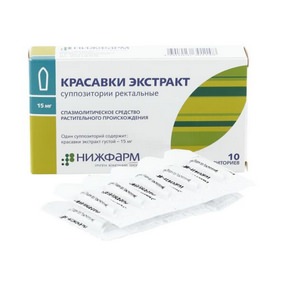 КРАСАВКИ ЭКСТРАКТ
суппозитории ректальные
15 мг
СПАЗМОЛИТИЧЕСКОЕ СРЕДСТВО
РАСТИТЕЛЬНОГО ПРОИСХОЖДЕНИЯ
Один суппозиторий содержит:
красавки экстракт густой – 15 мг
НИЖФАРМ
10